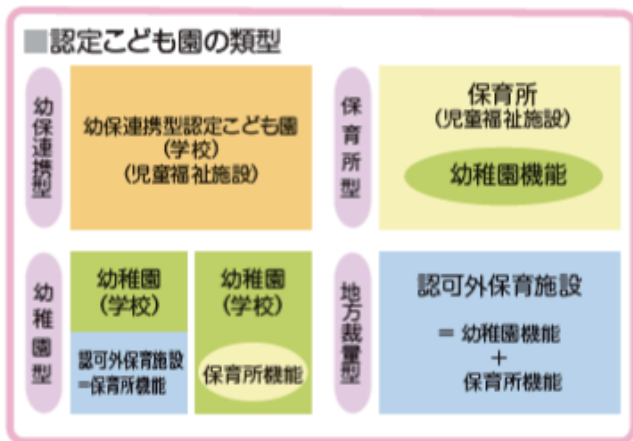 ■認定こども園の類型
幼保連携型
幼保連携型認定こども園
(学校)
(児童福祉施設)
保育所型
保育所
(児童福祉施設)
幼稚園機能
幼稚園型
幼稚園
(学校)
認可外保育施設
=保育所機能
幼稚園
(学校)
保育所機能
地方裁量型
認可外保育施設
= 幼稚園機能
+
保育所機能